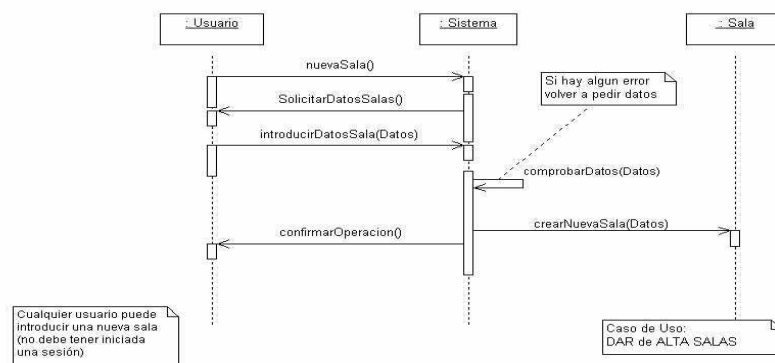 : Usuario
: Sistema
: Sala
nuevaSala()
Si hay algun error
volver a pedir datos
SolicitarDatosSalas()
introducirDatosSala(Datos)
comprobarDatos(Datos)
crearNuevaSala(Datos)
confirmarOperacion()
Cualquier usuario puede
introducir una nueva sala
(no debe tener iniciada
una sesión)
Caso de Uso:
DAR de ALTA SALAS